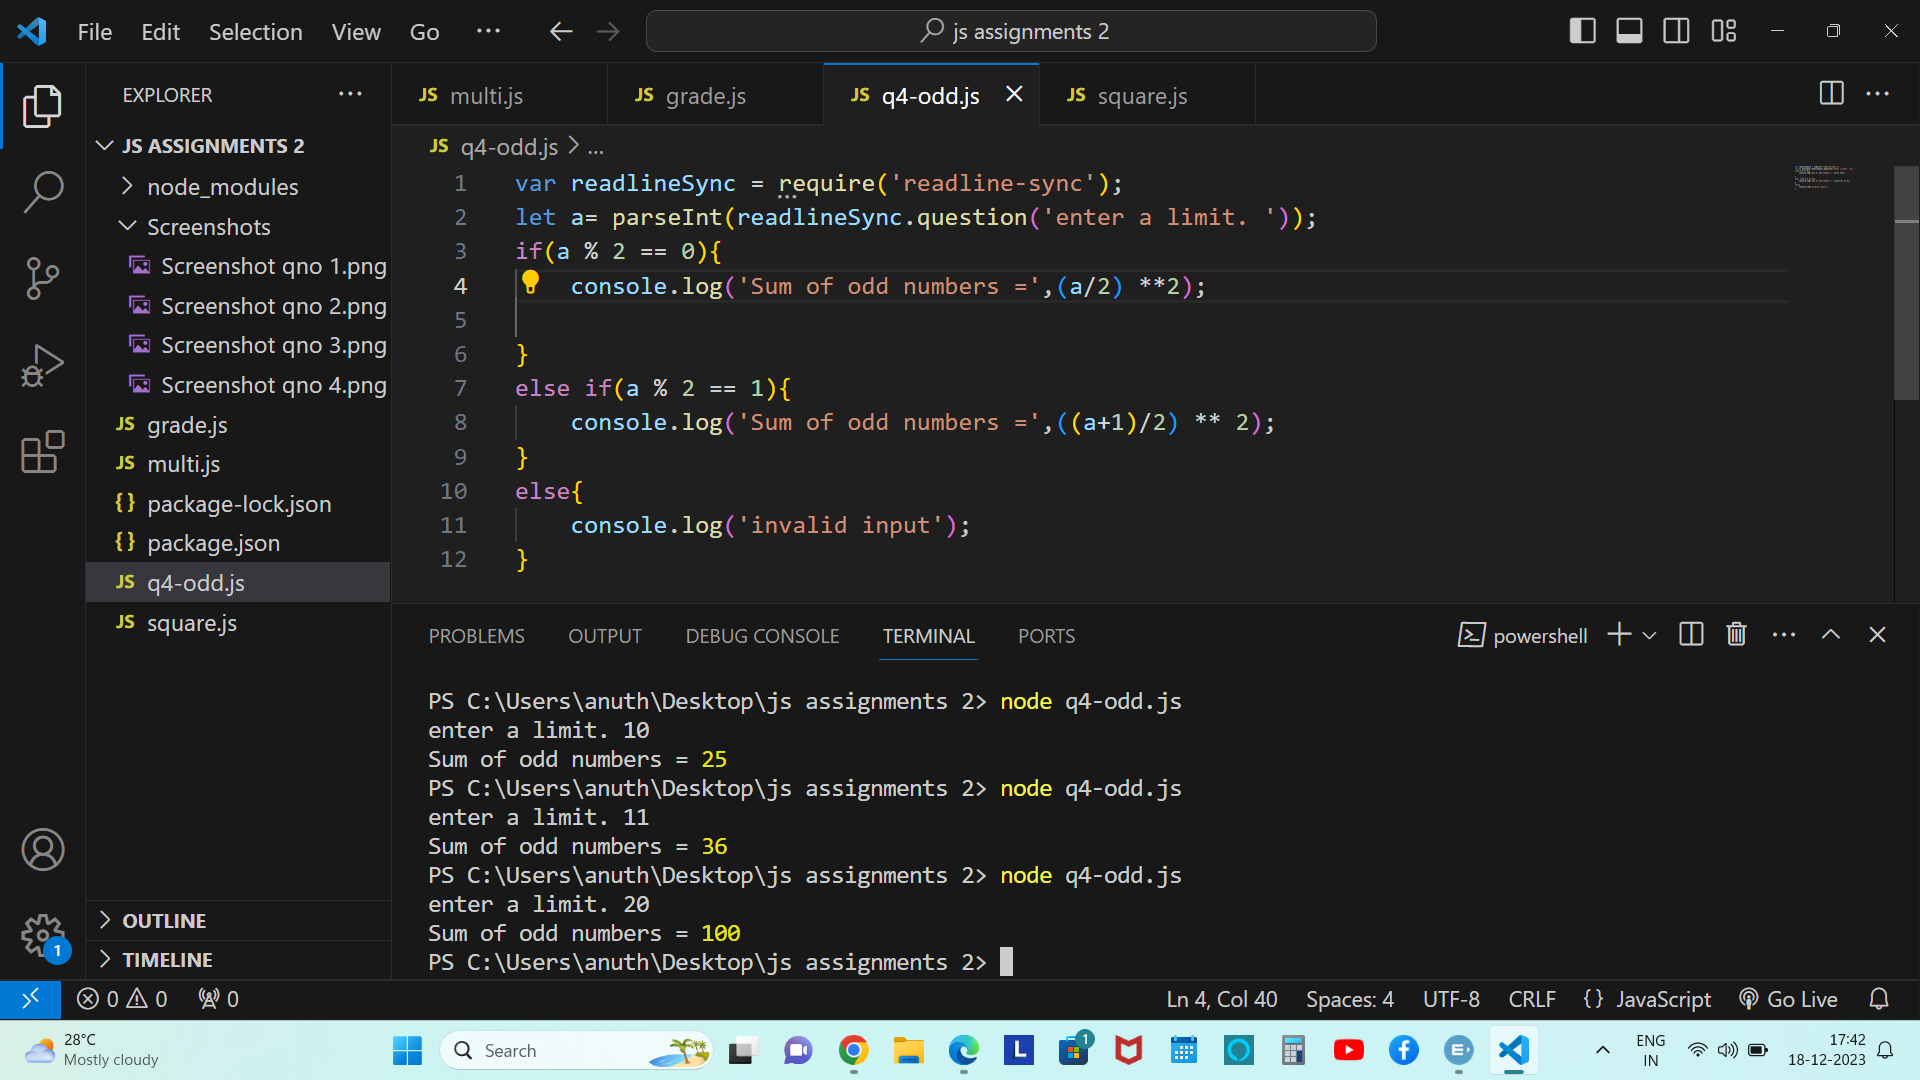 File Edit Selection View Go ··· js assignments 2
EXPLORER ···
JS ASSIGNMENTS 2
node_modules
Screenshots
Screenshot qno 1.png
Screenshot qno 2.png
Screenshot qno 3.png
Screenshot qno 4.png
JS grade.js
JS multi.js
{} package-lock.json
{} package.json
JS q4-odd.js
JS square.js
OUTLINE
TIMELINE
JS multi.js JS grade.js JS q4-odd.js JS square.js
JS q4-odd.js > ...
1 var readlineSync = require('readline-sync');
2 let a= parseInt(readlineSync.question('enter a limit. '));
3 if(a % 2 == 0){
4 console.log('Sum of odd numbers =',(a/2) **2);
5
6 }
7 else if(a % 2 == 1){
8 console.log('Sum of odd numbers =',((a+1)/2) ** 2);
9 }
10 else{
11 console.log('invalid input');
12 }
PROBLEMS OUTPUT DEBUG CONSOLE TERMINAL PORTS powershell
PS C:\Users\anuth\Desktop\js assignments 2> node q4-odd.js
enter a limit. 10
Sum of odd numbers = 25
PS C:\Users\anuth\Desktop\js assignments 2> node q4-odd.js
enter a limit. 11
Sum of odd numbers = 36
PS C:\Users\anuth\Desktop\js assignments 2> node q4-odd.js
enter a limit. 20
Sum of odd numbers = 100
PS C:\Users\anuth\Desktop\js assignments 2>
1
0 0 0 Ln 4, Col 40 Spaces: 4 UTF-8 CRLF {} JavaScript Go Live
28°C
Mostly cloudy
Search
L
1
E
ENG
IN
17:42
18-12-2023